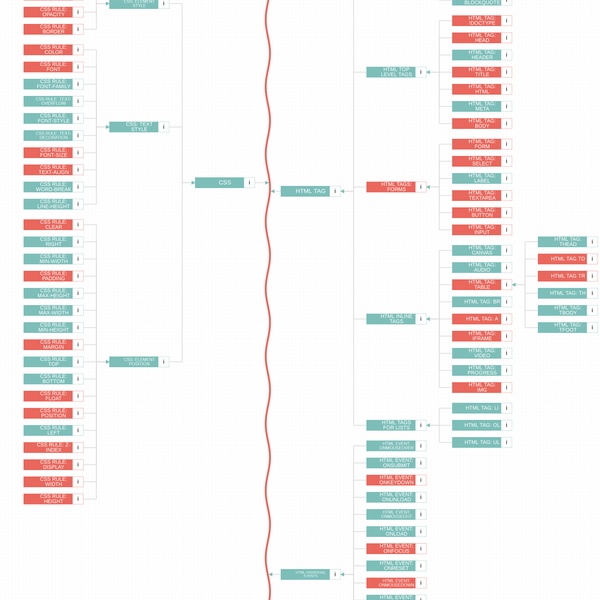 CSS ELEMENT
STYLE
CSS RULE:
OPACITY
CSS RULE:
BORDER
CSS RULE:
COLOR
CSS RULE:
FONT
CSS RULE:
FONT-FAMILY
CSS RULE: TEXT-
OVERFLOW
CSS RULE:
FONT-STYLE
CSS RULE: TEXT-
DECORATION
CSS RULE:
FONT-SIZE
CSS RULE:
TEXT-ALIGN
CSS RULE:
WORD BREAK
CSS RULE:
LINE-HEIGHT
CSS: TEXT
STYLE
CSS RULE:
CLEAR
CSS RULE:
RIGHT
CSS RULE:
MIN-WIDTH
CSS RULE:
PADDING
CSS RULE:
MAX-HEIGHT
CSS RULE:
MAX-WIDTH
CSS RULE:
MIN-HEIGHT
CSS RULE:
MARGIN
CSS RULE:
TOP
CSS RULE:
BOTTOM
CSS RULE:
FLOAT
CSS RULE:
POSITION
CSS RULE:
LEFT
CSS RULE: Z-
INDEX
CSS RULE:
DISPLAY
CSS RULE:
WIDTH
CSS RULE:
HEIGHT
CSS ELEMENT
POSITION
CSS
HTML TAG
BLOCKQUOTE
HTML TAG:
!DOCTYPE
HTML TAG:
HEAD
HTML TAG:
HEADER
HTML TAG:
TITLE
HTML TAG:
HTML
HTML TAG:
META
HTML TAG:
BODY
HTML TOP
LEVEL TAGS
HTML TAG:
FORM
HTML TAG:
SELECT
HTML TAG:
LABEL
HTML TAG:
TEXTAREA
HTML TAG:
BUTTON
HTML TAG:
INPUT
HTML TAGS:
FORMS
HTML TAG:
CANVAS
HTML TAG:
AUDIO
HTML TAG:
TABLE
HTML TAG: BR
HTML TAG: A
HTML TAG:
IFRAME
HTML TAG:
VIDEO
HTML TAG:
PROGRESS
HTML TAG:
IMG
HTML INLINE
TAGS
HTML TAG:
THEAD
HTML TAG TD
HTML TAG TR
HTML TAG: TH
HTML TAG:
TBODY
HTML TAG:
TFOOT
HTML TAG: LI
HTML TAG: OL
HTML TAG: UL
HTML TAGS
FOR LISTS
HTML EVENT:
ONMOUSEOVER
HTML EVENT:
ONSUBMIT
HTML EVENT:
ONKEYDOWN
HTML EVENT:
ONUNLOAD
HTML EVENT:
ONMOUSEOUT
HTML EVENT:
ONLOAD
HTML EVENT:
ONFOCUS
HTML EVENT:
ONRESET
HTML EVENT:
ONMOUSEDOWN
HTML EVENT: